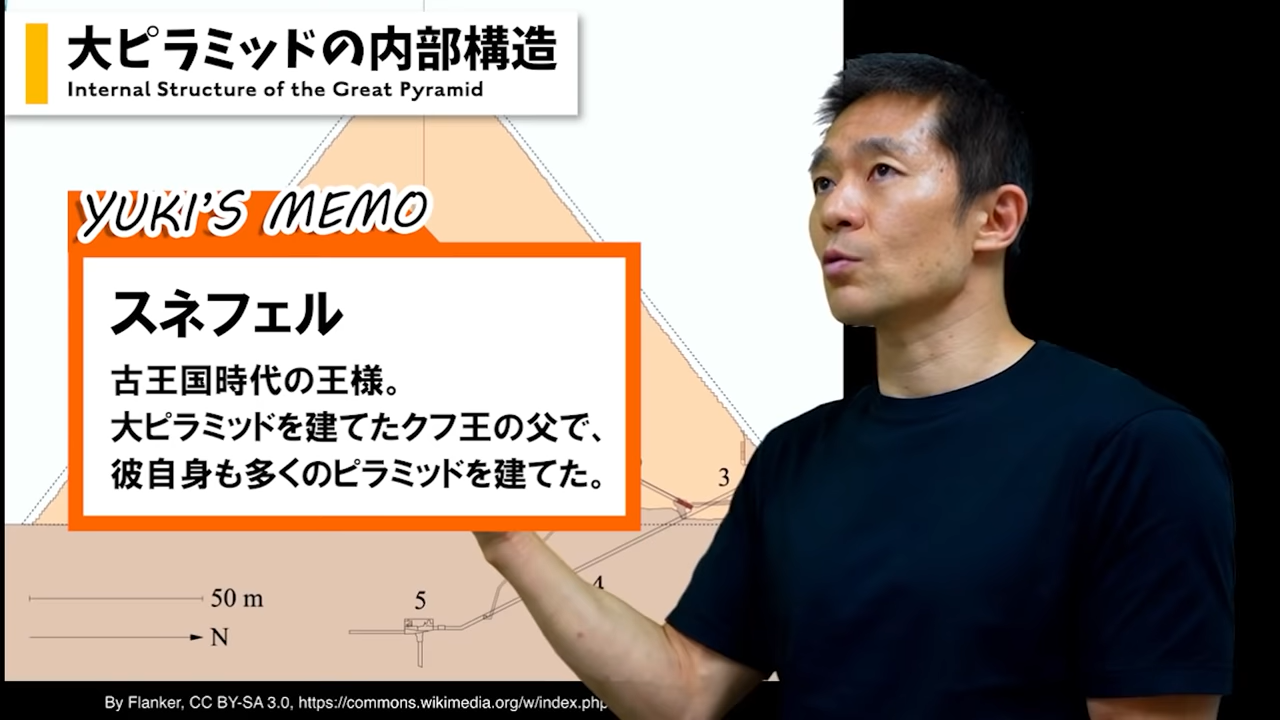 大ピラミッドの内部構造
Internal Structure of the Great Pyramid
YUKI'S MEMO
スネフェル
古王国時代の王様。
大ピラミッドを建てたクフ王の父で、
彼自身も多くのピラミッドを建てた。
3
4
5
50 m
N
By Flanker, CC BY-SA 3.0, https://commons.wikimedia.org/w/index.php